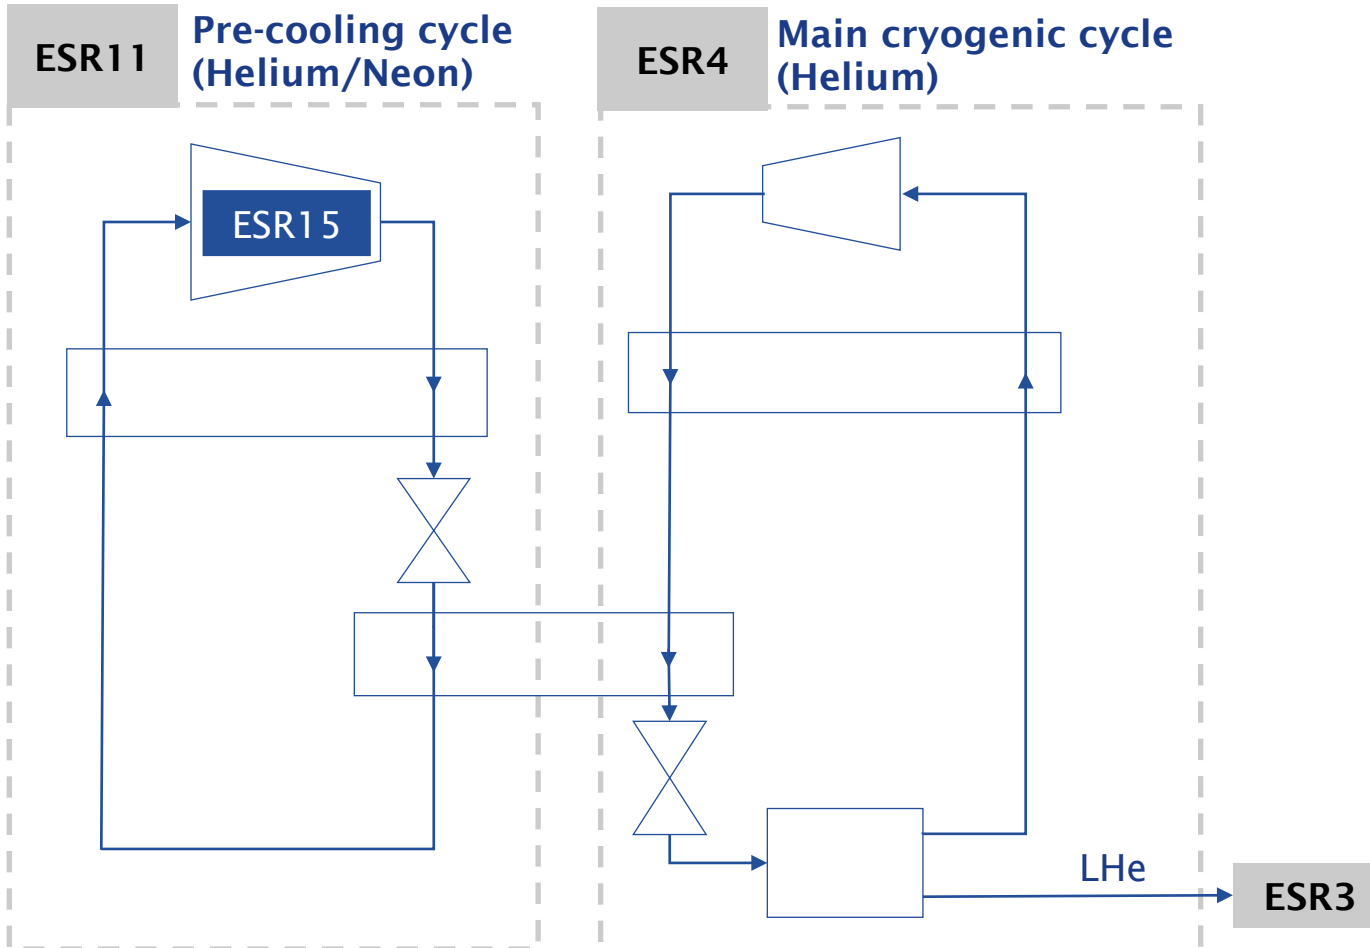 ESR11
Pre-cooling cycle
(Helium/Neon)
ESR4
Main cryogenic cycle
(Helium)
ESR15
LHe
ESR3